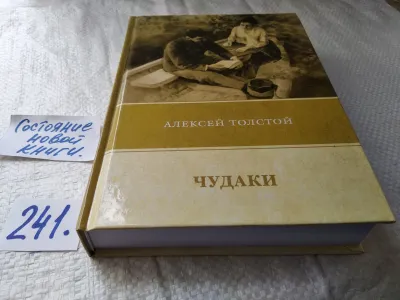 Состояние
новой
книги.
241.
АЛЕКСЕЙ ТОЛСТОЙ
ЧУДАКИ